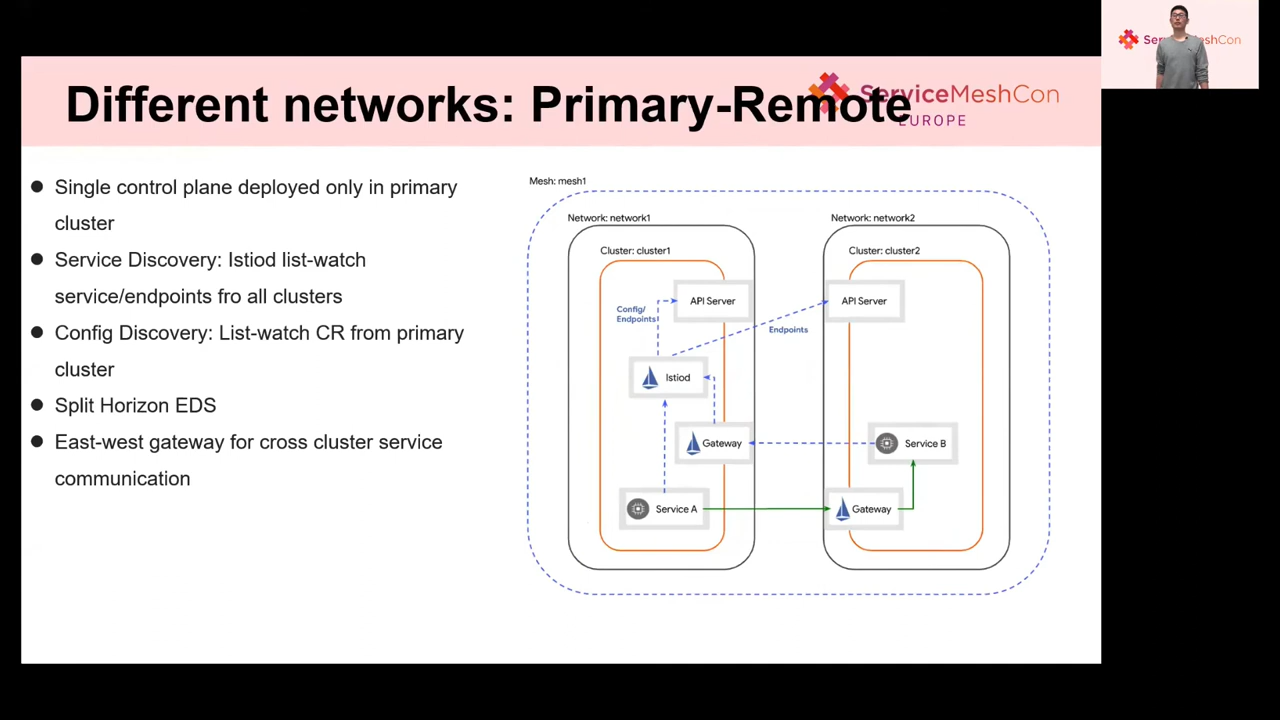 ServiceMeshCon
Different networks: Primary-Remote
ServiceMeshCon
EUROPE
● Single control plane deployed only in primary
cluster
● Service Discovery: Istiod list-watch
service/endpoints fro all clusters
● Config Discovery: List-watch CR from primary
cluster
● Split Horizon EDS
● East-west gateway for cross cluster service
communication
Mesh: mesh1
Network: network1
Network: network2
Cluster: cluster1
Cluster: cluster2
API Server
API Server
Config/
Endpoints
Endpoints
Istiod
Gateway
Service B
Service A
Gateway